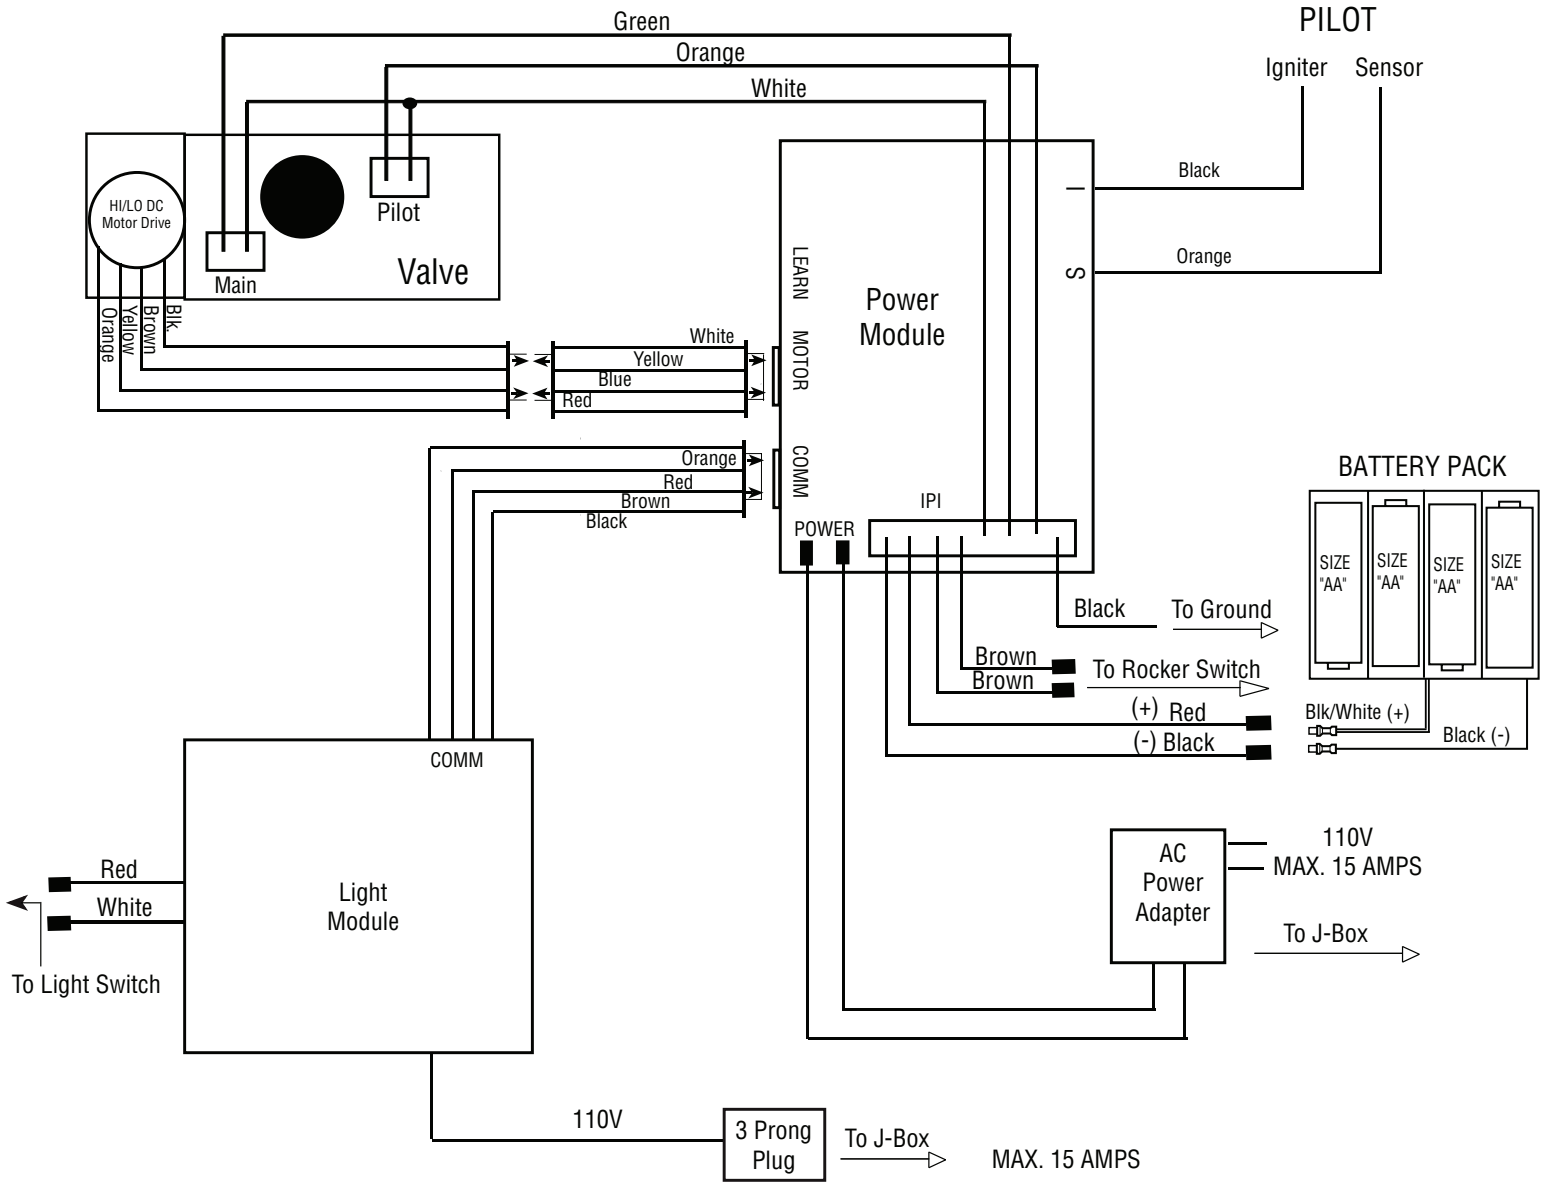 Green
PILOT
Orange
Igniter Sensor
White
HI/LO DC
Motor Drive
Pilot
Main
Valve
Black
Orange
I
S
LEARN
Power
Module
MOTOR
Orange
Yellow
Brown
Blk.
White
Yellow
Blue
Red
COMM
Orange
Red
Brown
Black
IPI
POWER
BATTERY PACK
SIZE
"AA"
SIZE
"AA"
SIZE
"AA"
SIZE
"AA"
Black To Ground
Brown
Brown
To Rocker Switch
(+) Red
(-) Black
Blk/White (+)
Black (-)
COMM
Light
Module
Red
White
To Light Switch
AC
Power
Adapter
110V
MAX. 15 AMPS
To J-Box
110V
3 Prong
Plug
To J-Box
MAX. 15 AMPS